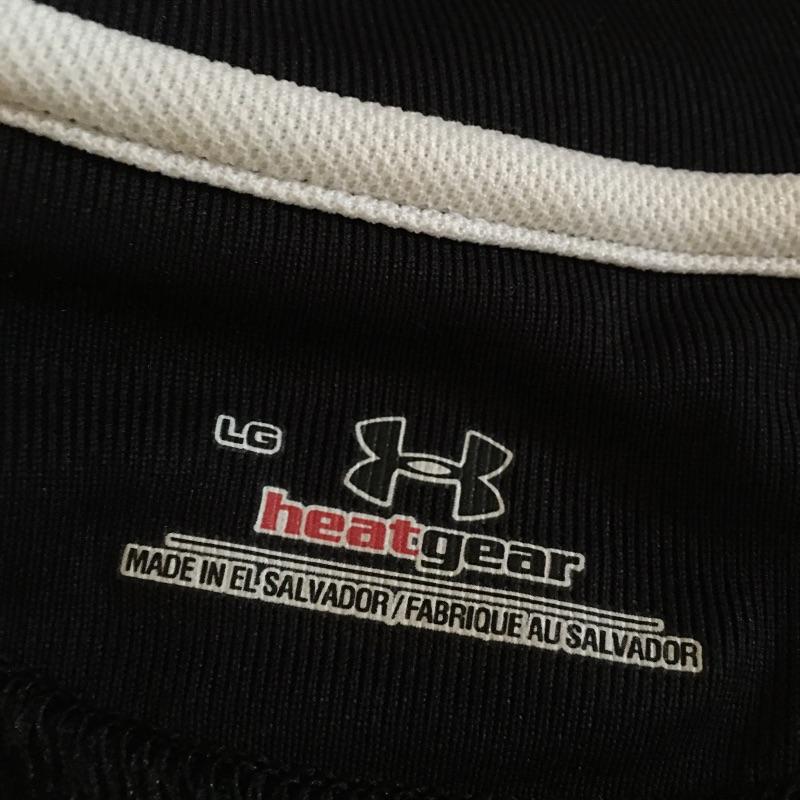 LG
heatgear
MADE IN EL SALVADOR / FABRIQUE AU SALVADOR